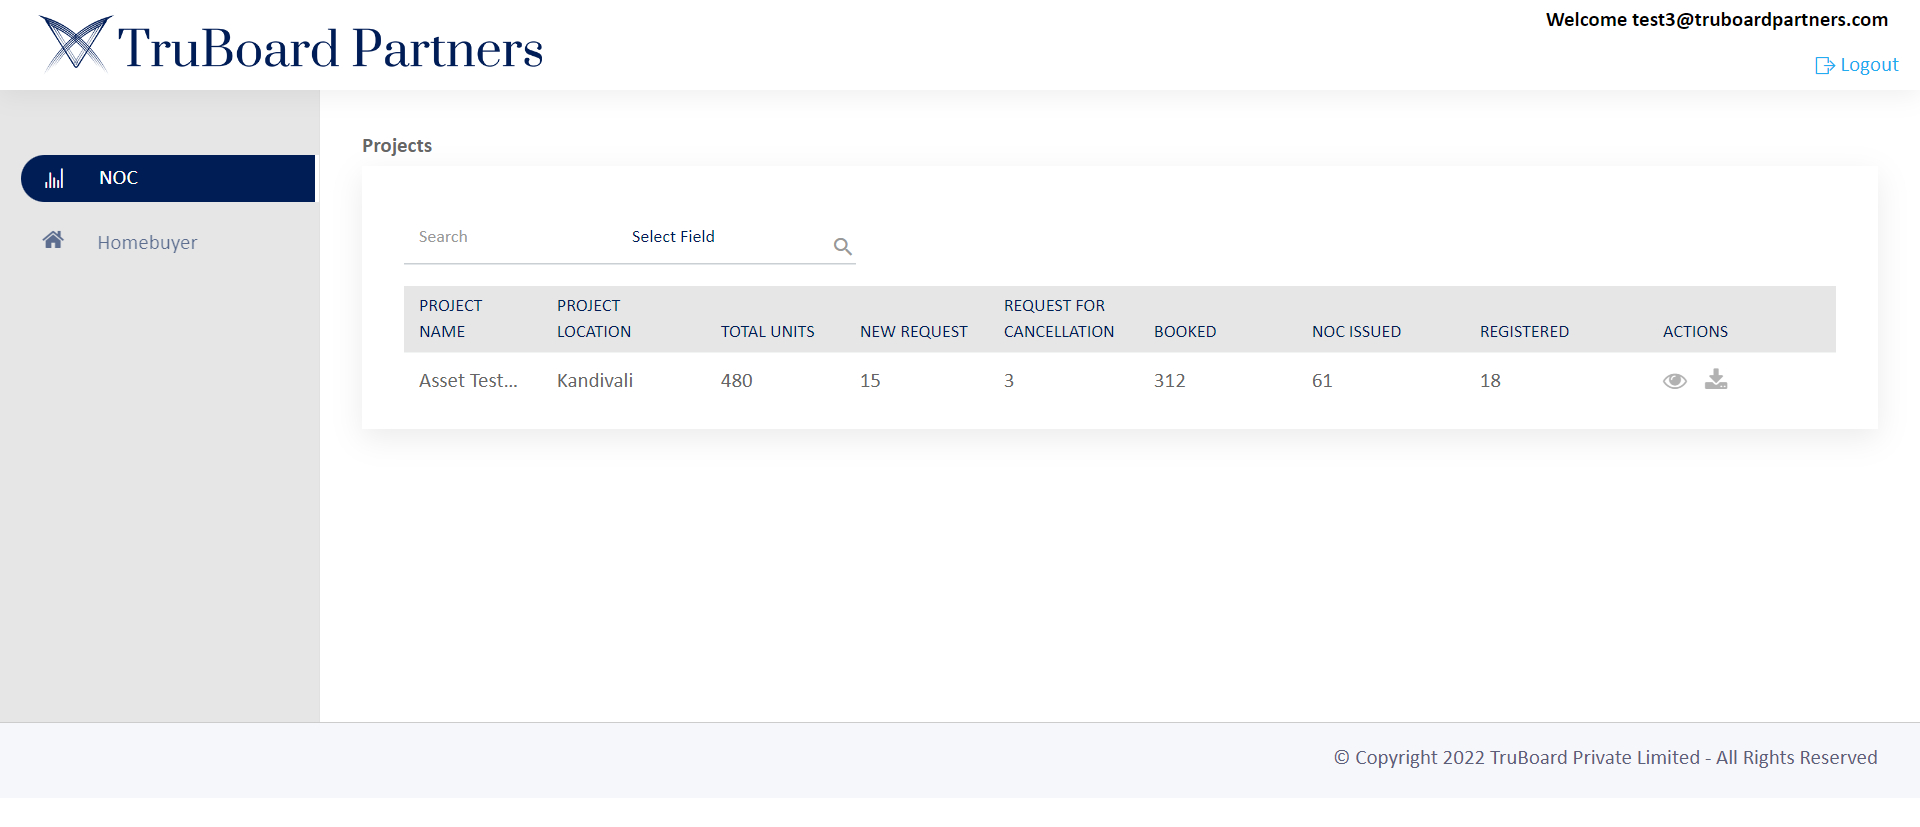 TruBoard Partners
Welcome test3@truboardpartners.com
Logout
NOC
Homebuyer
Projects
Search Select Field
PROJECT NAME PROJECT LOCATION TOTAL UNITS NEW REQUEST REQUEST FOR CANCELLATION BOOKED NOC ISSUED REGISTERED ACTIONS
Asset Test... Kandivali 480 15 3 312 61 18
© Copyright 2022 TruBoard Private Limited - All Rights Reserved